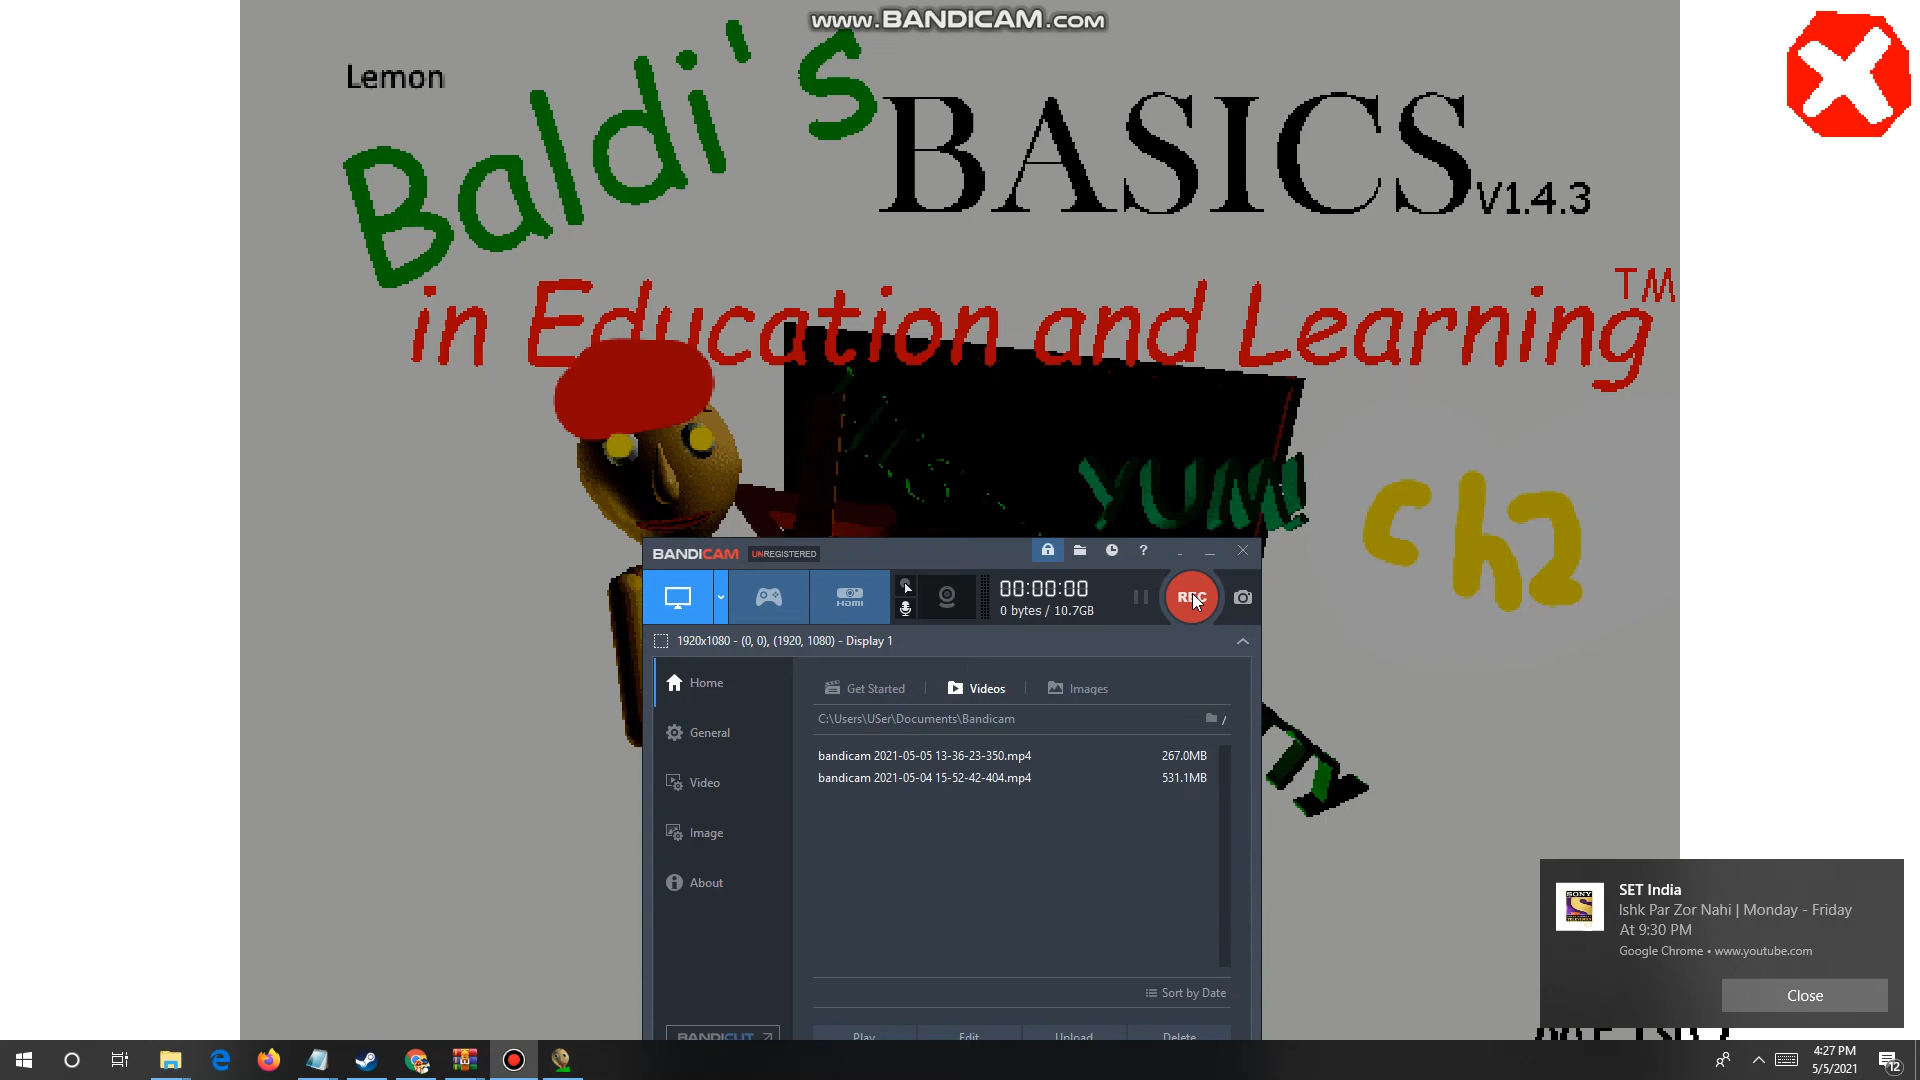 www.BANDICAM.com
Lemon
Baldi's
BASICS
V1.4.3
in Education and Learning™
YUM!
ch2
BANDICAM UNREGISTERED
?
HDMI
00:00:00
0 bytes / 10.7GB
REC
1920x1080 - (0, 0), (1920, 1080) - Display 1
Home
General
Video
Image
About
Get Started
Videos
Images
C:\Users\USer\Documents\Bandicam
/
bandicam 2021-05-05 13-36-23-350.mp4 267.0MB
bandicam 2021-05-04 15-52-42-404.mp4 531.1MB
Sort by Date
BANDICUT
Play Edit Upload Delete
SONY
SET India
Ishk Par Zor Nahi | Monday - Friday
At 9:30 PM
Google Chrome • www.youtube.com
Close
4:27 PM
5/5/2021
12